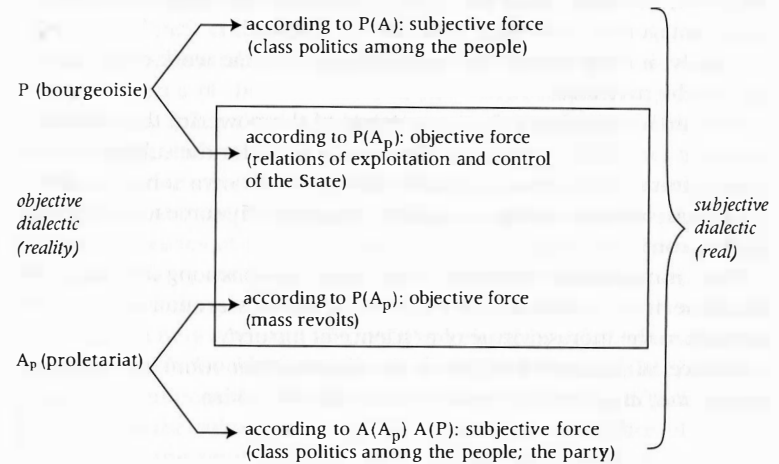 according to P(A): subjective force
(class politics among the people)
P (bourgeoisie)
according to P(Aₚ): objective force
(relations of exploitation and control
of the State)
objective
dialectic
(reality)
subjective
dialectic
(real)
according to P(Aₚ): objective force
(mass revolts)
Aₚ (proletariat)
according to A(Aₚ) A(P): subjective force
(class politics among the people; the party)